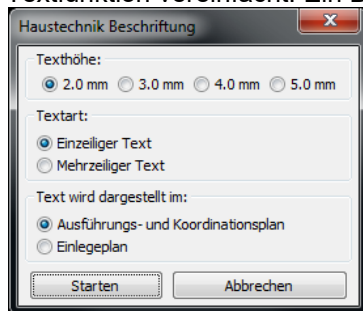 Haustechnik Beschriftung
Texthöhe:
2.0 mm 3.0 mm 4.0 mm 5.0 mm
Textart:
Einzeiliger Text
Mehrzeiliger Text
Text wird dargestellt im:
Ausführungs- und Koordinationsplan
Einlegeplan
Starten Abbrechen